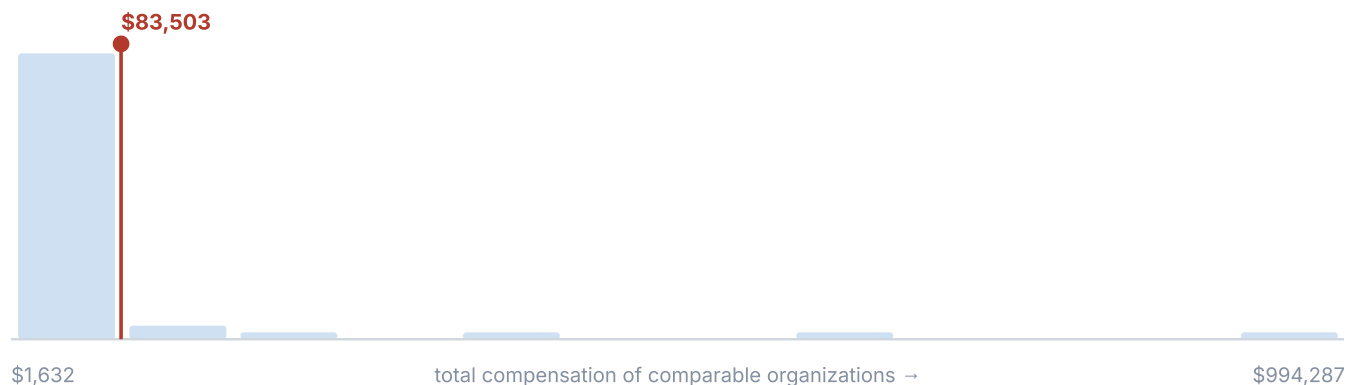 $83,503
$1,632 total compensation of comparable organizations → $994,287